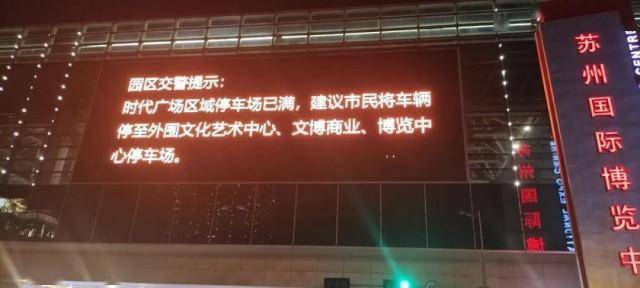 园区交警提示：
时代广场区域停车场已满，建议市民将车辆
停至外围文化艺术中心、文博商业、博览中
心停车场。
苏州国际博览中